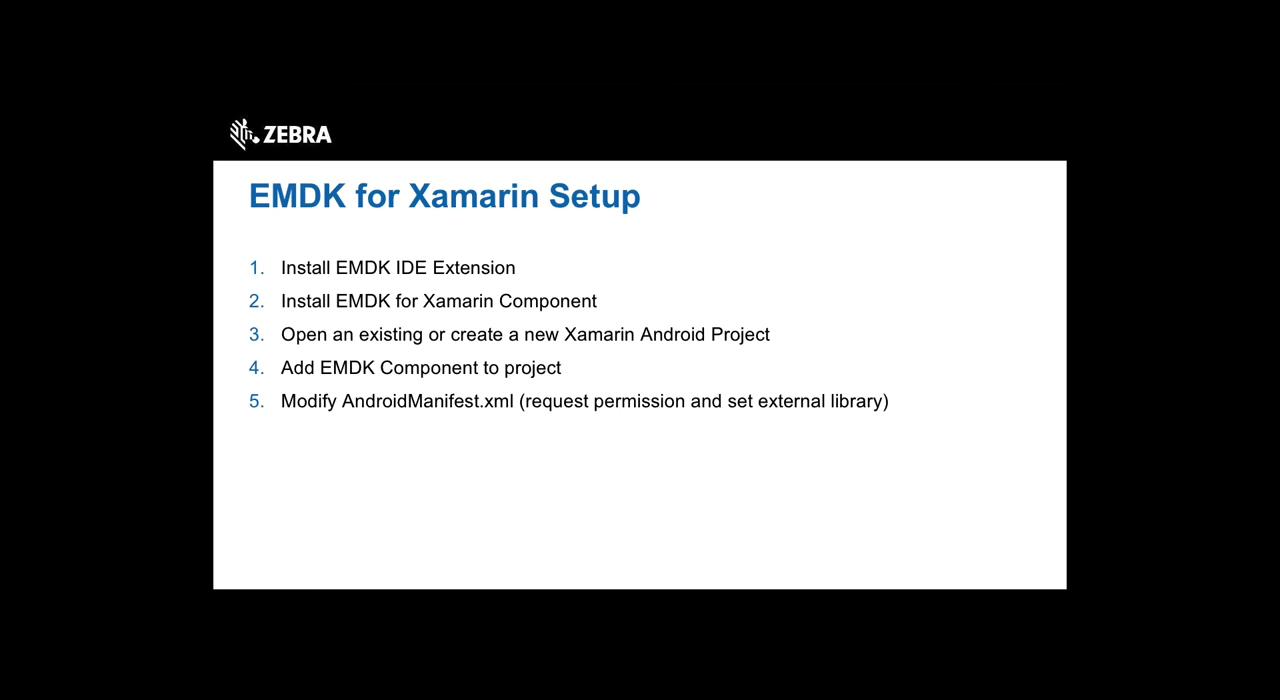 ZEBRA
EMDK for Xamarin Setup
1. Install EMDK IDE Extension
2. Install EMDK for Xamarin Component
3. Open an existing or create a new Xamarin Android Project
4. Add EMDK Component to project
5. Modify AndroidManifest.xml (request permission and set external library)